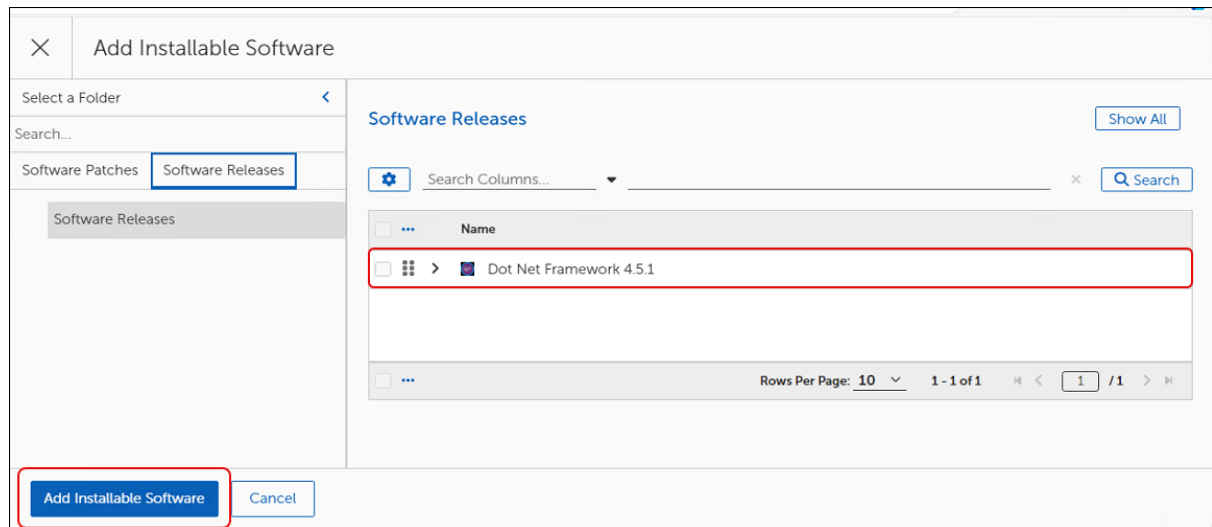 Add Installable Software
Select a Folder
Search...
Software Patches
Software Releases
Software Releases
Software Releases
Show All
Search Columns...
Search
Name
Dot Net Framework 4.5.1
Rows Per Page: 10
1 - 1 of 1
1 / 1
Add Installable Software
Cancel